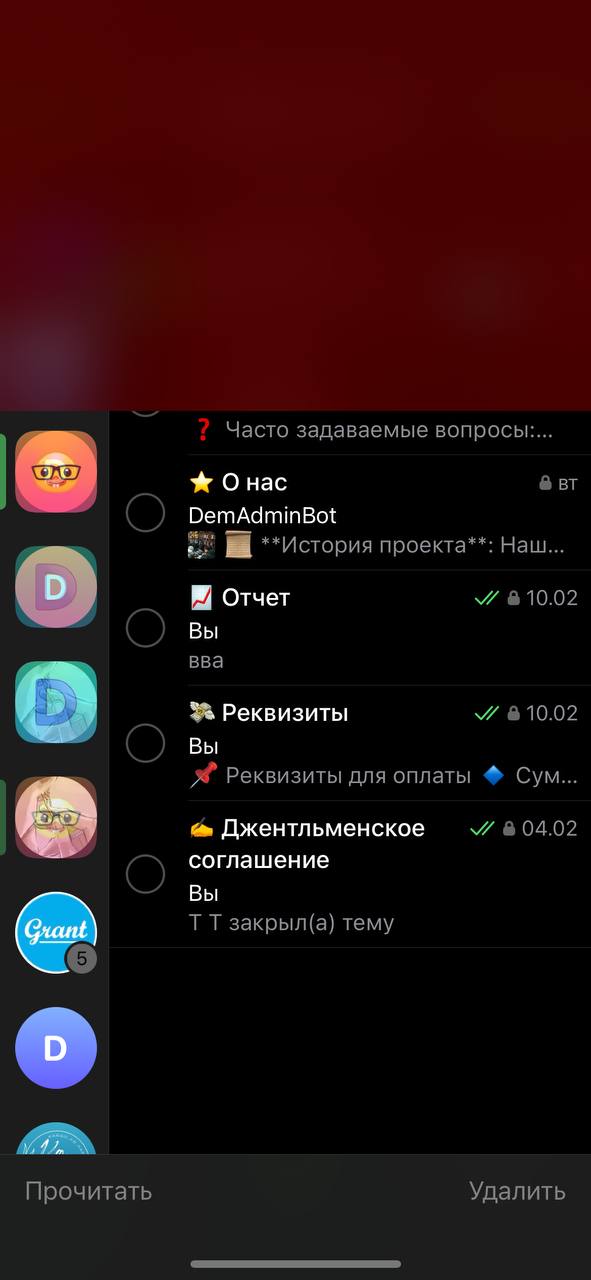 ❓ Часто задаваемые вопросы:...
⭐ О нас
вт
DemAdminBot
📜 **История проекта**: Наш...
D
📈 Отчет
10.02
Вы
вва
D
💸 Реквизиты
10.02
Вы
📌 Реквизиты для оплаты 🔷 Сум...
✍️ Джентльменское
04.02
соглашение
Вы
Т Т закрыл(а) тему
Grant
5
D
Прочитать
Удалить